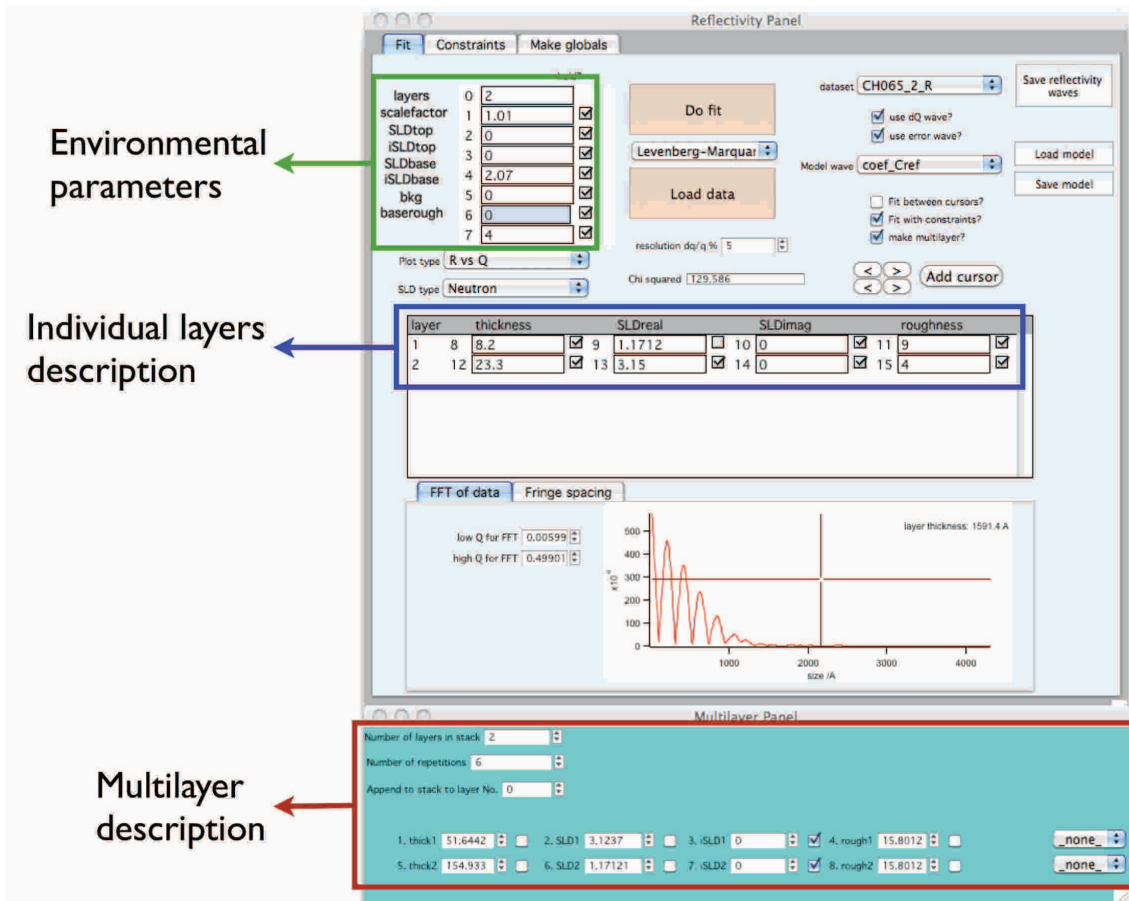 Reflectivity Panel
Fit Constraints Make globals
layers 0 2
scalefactor 1 1.01
SLDtop 2 0
iSLDtop 3 0
SLDbase 4 2.07
iSLDbase 5 0
bkg 6 0
baserough 7 4
Plot type R vs Q
SLD type Neutron
Do fit
Levenberg-Marquar
Load data
resolution dq/q % 5
Chi squared 129.586
dataset CH065_2_R
use dQ wave?
use error wave?
Model wave coef_Cref
Fit between cursors?
Fit with constraints?
make multilayer?
< >
< >
Add cursor
Save reflectivity
waves
Load model
Save model
Environmental
parameters
Individual layers
description
layer thickness SLDreal SLDimag roughness
1 8 8.2 9 1.1712 10 0 11 9
2 12 23.3 13 3.15 14 0 15 4
FFT of data Fringe spacing
low Q for FFT 0.00599
high Q for FFT 0.49901
layer thickness: 1591.4 A
500
400
300
200
100
0
1000 2000 3000 4000
size /A
Multilayer Panel
Multilayer
description
Number of layers in stack 2
Number of repetitions 6
Append to stack to layer No. 0
1. thick1 51.6442 2. SLD1 3.1237 3. iSLD1 0 4. rough1 15.8012 _none_
5. thick2 154.933 6. SLD2 1.17121 7. iSLD2 0 8. rough2 15.8012 _none_